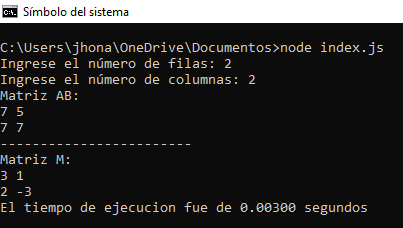 Símbolo del sistema
C:\Users\jhona\OneDrive\Documentos>node index.js
Ingrese el número de filas: 2
Ingrese el número de columnas: 2
Matriz AB:
7 5
7 7
------------------------
Matriz M:
3 1
2 -3
El tiempo de ejecucion fue de 0.00300 segundos